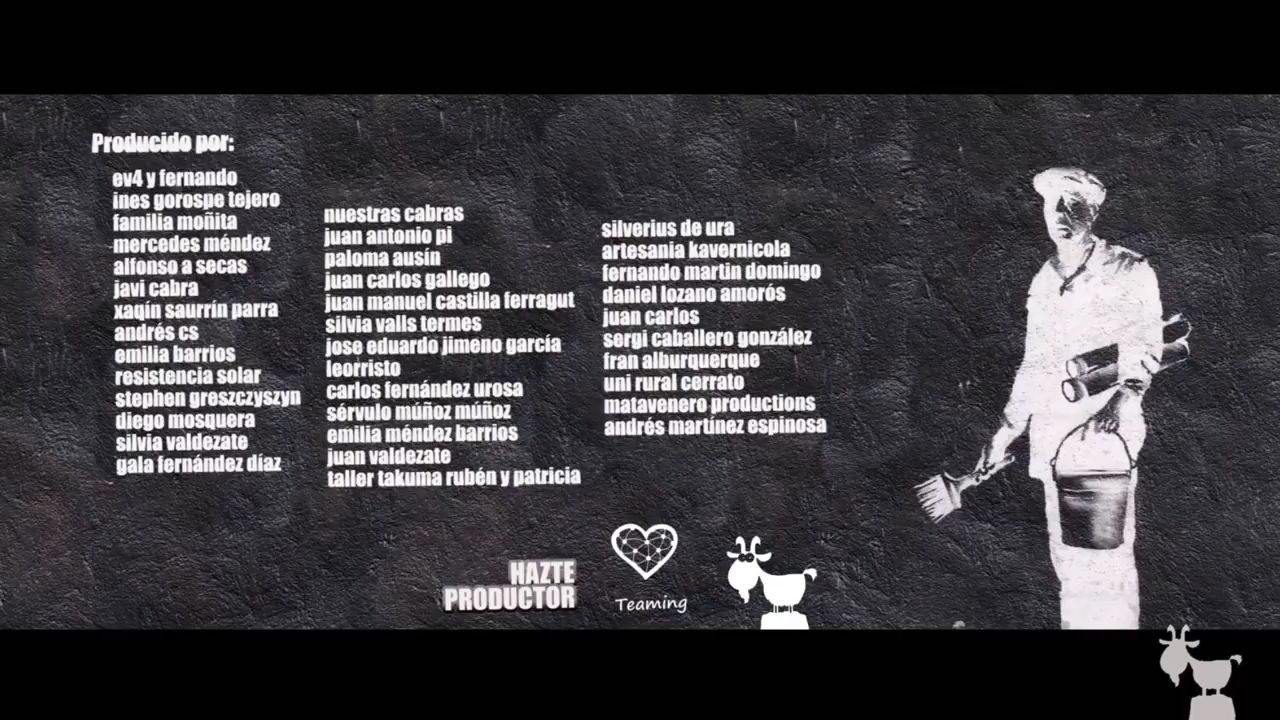 Producido por:
ev4 y fernando
ines gorospe tejero
familia moñita
mercedes méndez
alfonso a secas
javi cabra
xaqín saurrín parra
andrés cs
emilia barrios
resistencia solar
stephen greszczyszyn
diego mosquera
silvia valdezate
gala fernández díaz
nuestras cabras
juan antonio pi
paloma ausín
juan carlos gallego
juan manuel castilla ferragut
silvia valls termes
jose eduardo jimeno garcía
leorristo
carlos fernández urosa
sérvulo múñoz múñoz
emilia méndez barrios
juan valdezate
taller takuma rubén y patricia
silverius de ura
artesania kavernicola
fernando martin domingo
daniel lozano amorós
juan carlos
sergi caballero gonzález
fran alburquerque
uni rural cerrato
matavenero productions
andrés martínez espinosa
HAZTE
PRODUCTOR
Teaming